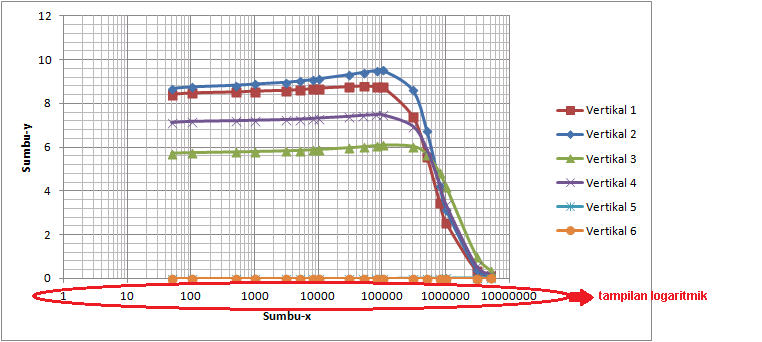 12
10
8
6
4
2
0
Sumbu-y
1 10 100 1000 10000 100000 1000000 10000000
Sumbu-x
Vertikal 1
Vertikal 2
Vertikal 3
Vertikal 4
Vertikal 5
Vertikal 6
tampilan logaritmik